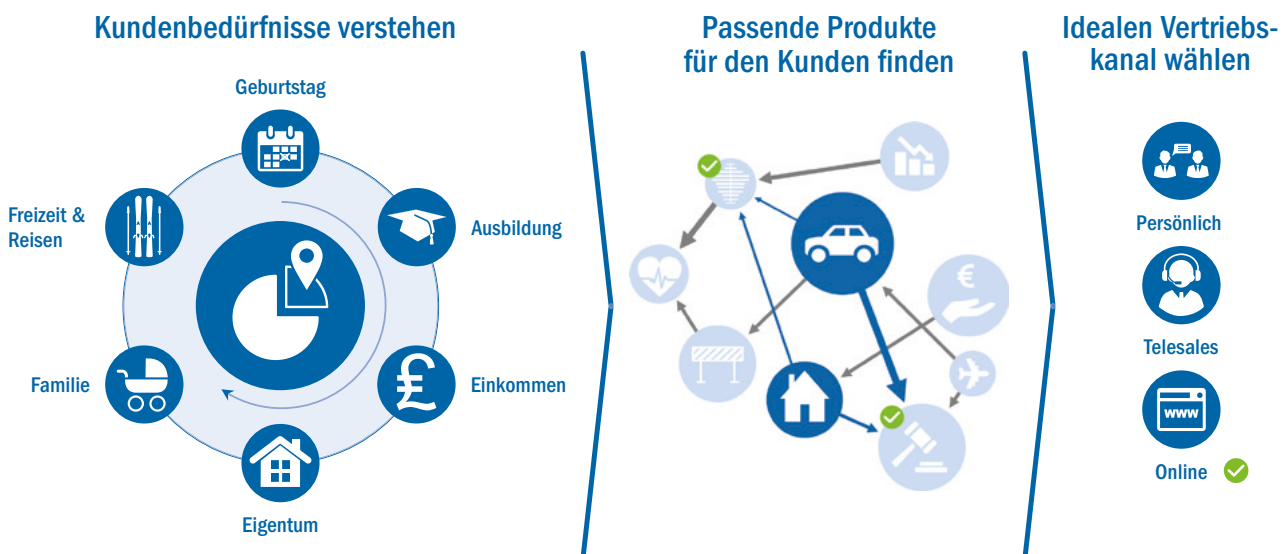 Kundenbedürfnisse verstehen
Geburtstag
Freizeit &
Reisen
Ausbildung
Familie
£
Einkommen
Eigentum
Passende Produkte
für den Kunden finden
€
Idealen Vertriebs-
kanal wählen
Persönlich
Telesales
www
Online